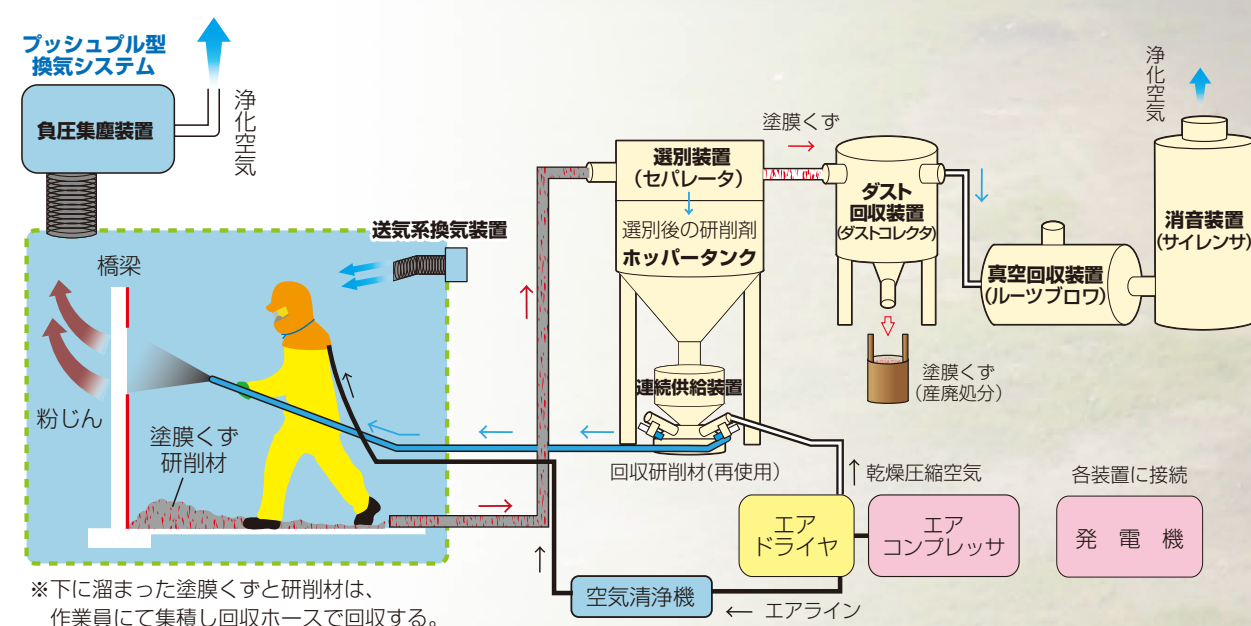 プッシュプル型
換気システム
負圧集塵装置
浄化空気
送気系換気装置
橋梁
粉じん
塗膜くず
研削材
※下に溜まった塗膜くずと研削材は、
作業員にて集積し回収ホースで回収する。
選別装置
(セパレータ)
選別後の研削剤
ホッパータンク
連続供給装置
回収研削材(再使用)
塗膜くず
ダスト
回収装置
(ダストコレクタ)
塗膜くず
(産廃処分)
真空回収装置
(ルーツブロワ)
浄化空気
消音装置
(サイレンサ)
乾燥圧縮空気
各装置に接続
エア
ドライヤ
エア
コンプレッサ
発電機
空気清浄機
← エアライン